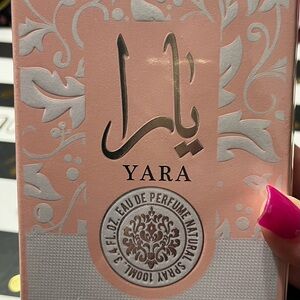 يارا
YARA
3.4 FL.OZ. EAU DE PERFUME NATURAL SPRAY 100ML